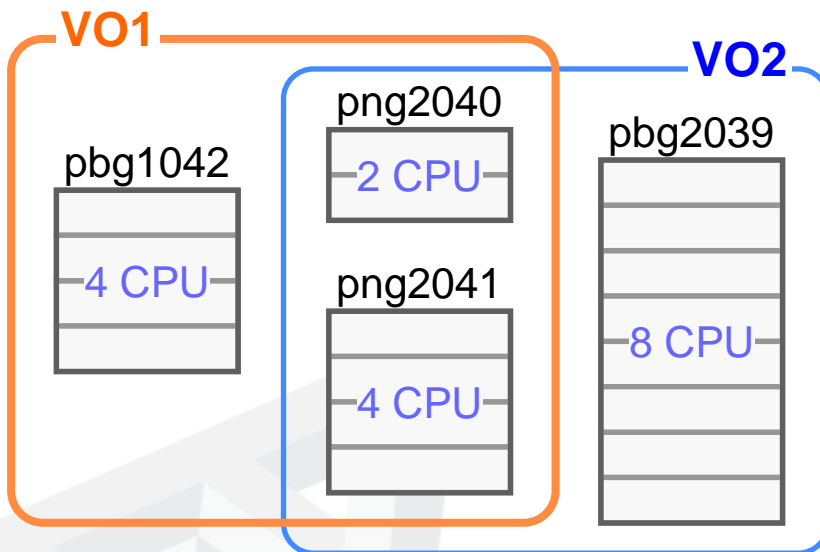 VO1
VO2
pbg1042
4 CPU
png2040
2 CPU
png2041
4 CPU
pbg2039
8 CPU